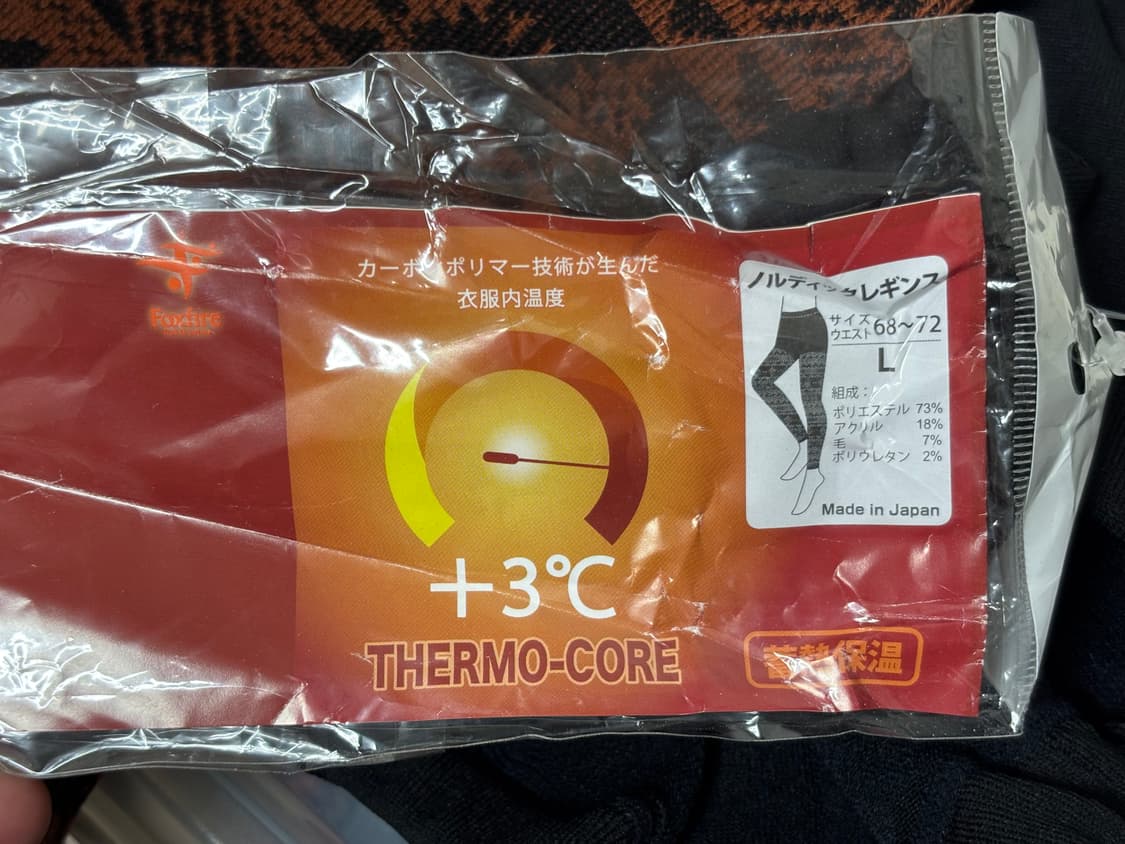 Foxfire
カーボンポリマー技術が生んだ
衣服内温度
+3℃
THERMO-CORE
ノルディックレギンス
サイズ
ウエスト 68～72
L
組成：
ポリエステル 73%
アクリル 18%
毛 7%
ポリウレタン 2%
Made in Japan
蓄熱保温